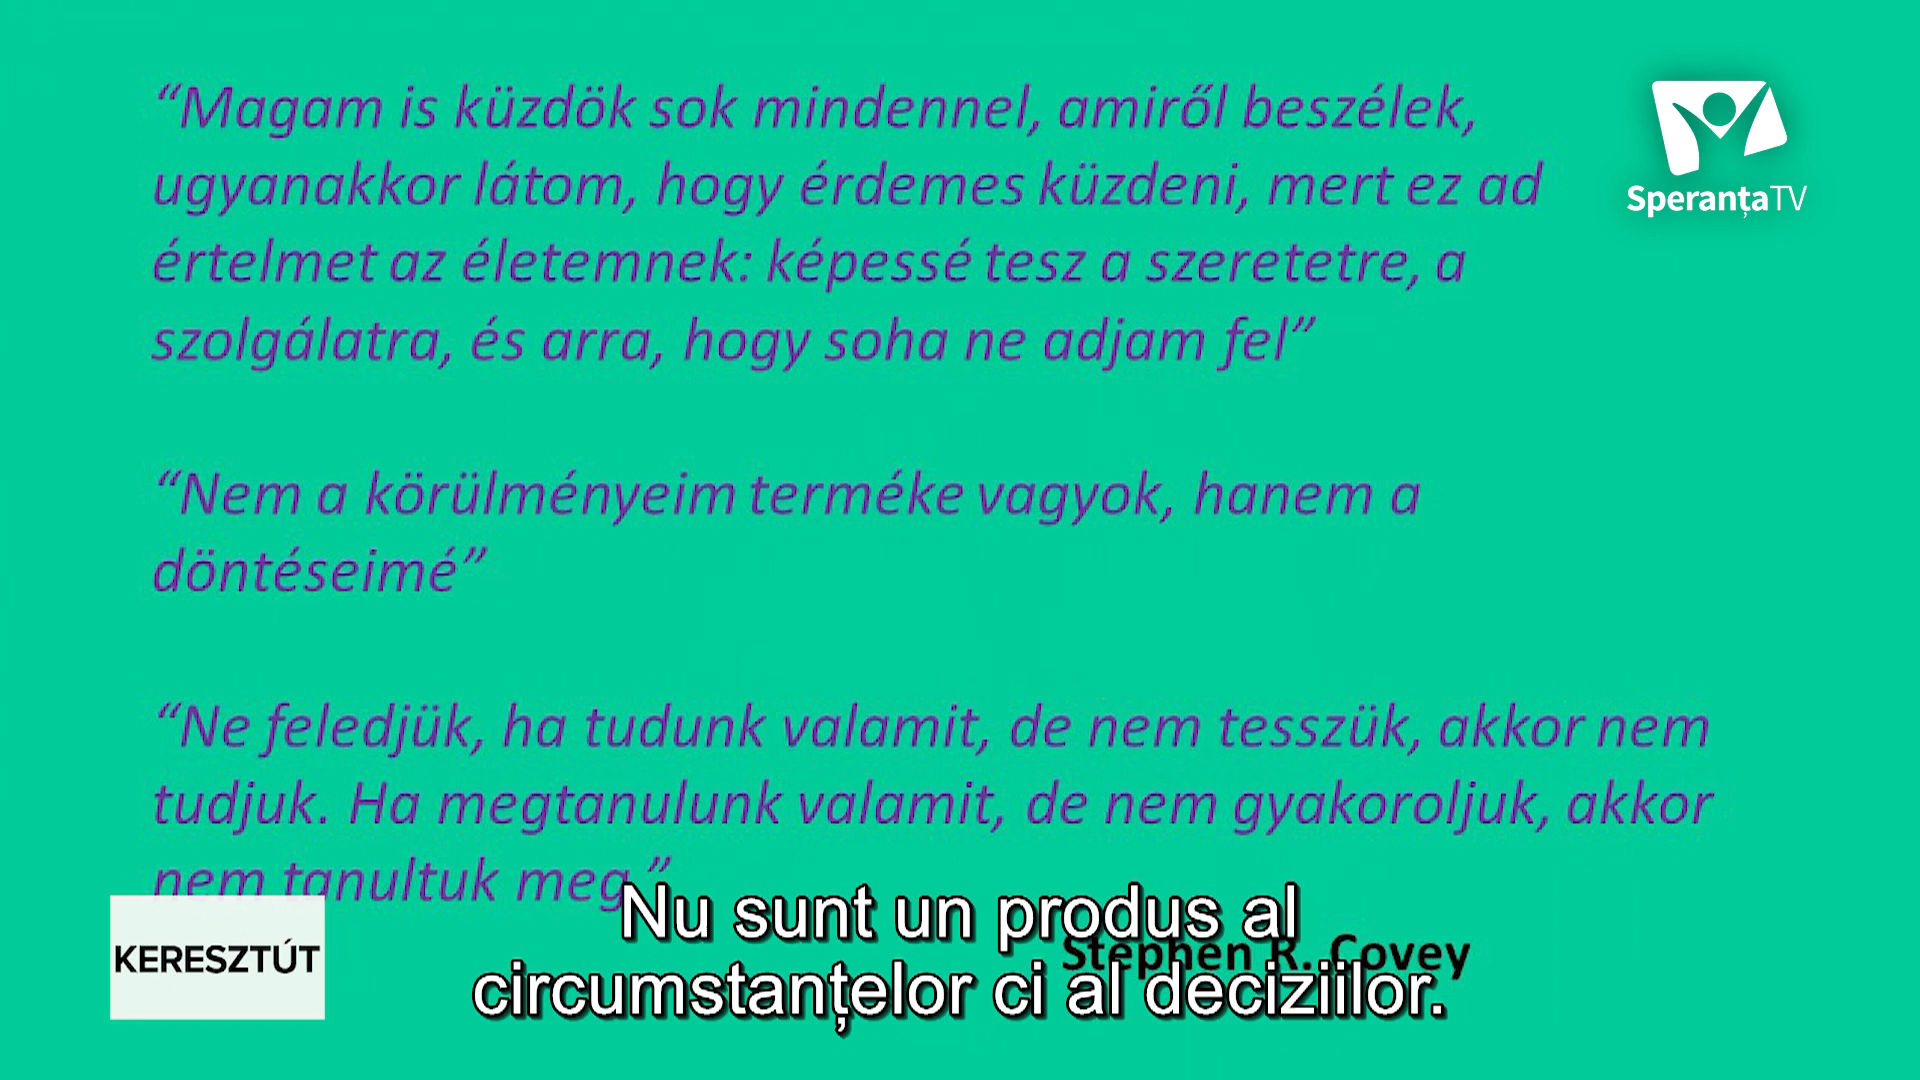 “Magam is küzdök sok mindennel, amiről beszélek,
ugyanakkor látom, hogy érdemes küzdeni, mert ez ad
értelmet az életemnek: képessé tesz a szeretetre, a
szolgálatra, és arra, hogy soha ne adjam fel”
“Nem a körülményeim terméke vagyok, hanem a
döntéseimé”
“Ne feledjük, ha tudunk valamit, de nem tesszük, akkor nem
tudjuk. Ha megtanulunk valamit, de nem gyakoroljuk, akkor
nem tanultuk meg.”
Stephen R. Covey
SperanțaTV
KERESZTÚT
Nu sunt un produs al
circumstanțelor ci al deciziilor.